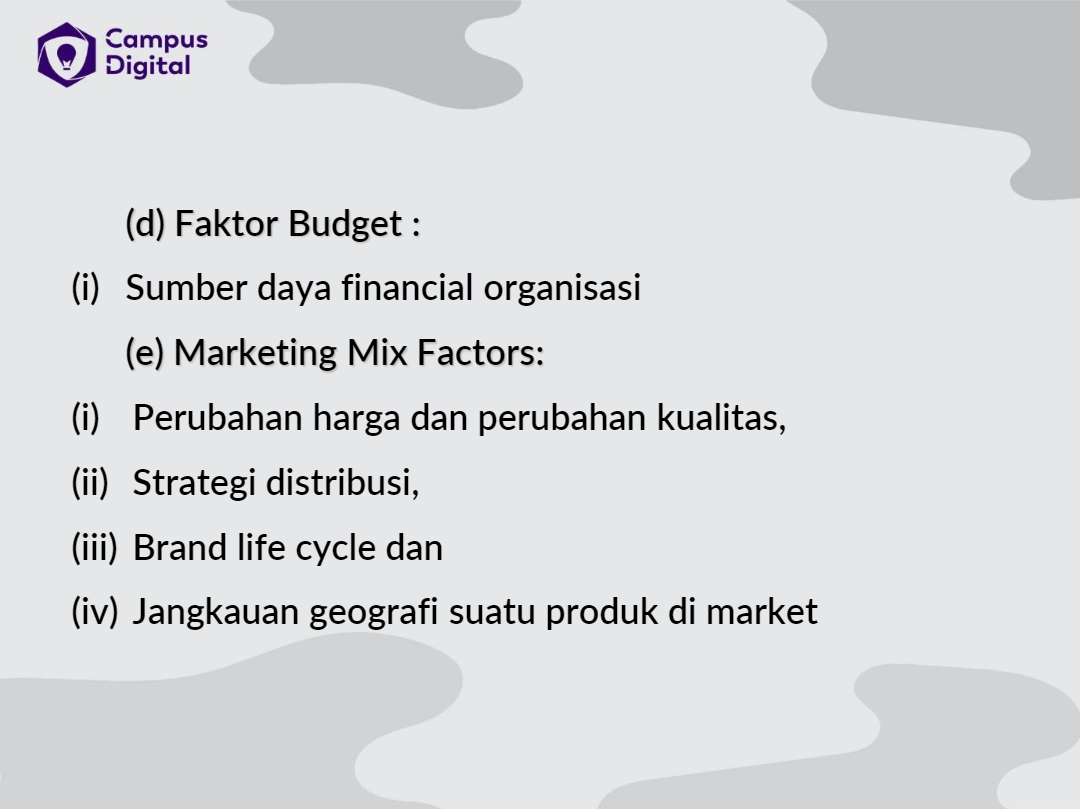 Campus
Digital
(d) Faktor Budget :
(i) Sumber daya financial organisasi
(e) Marketing Mix Factors:
(i) Perubahan harga dan perubahan kualitas,
(ii) Strategi distribusi,
(iii) Brand life cycle dan
(iv) Jangkauan geografi suatu produk di market